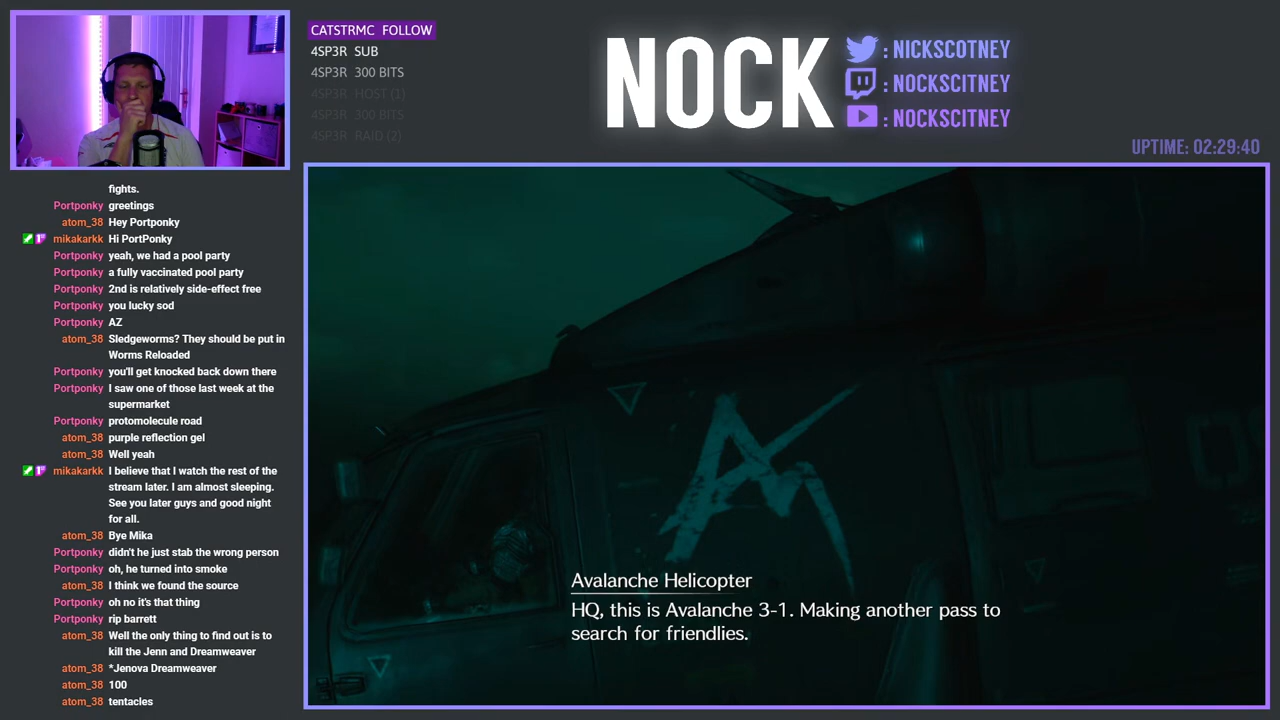 CATSTRMC FOLLOW
4SP3R SUB
4SP3R 300 BITS
4SP3R HOST (1)
4SP3R 300 BITS
4SP3R RAID (2)
NOCK
: NICKSCOTNEY
: NOCKSCITNEY
: NOCKSCITNEY
UPTIME: 02:29:40
fights.
Portponky greetings
atom_38 Hey Portponky
mikakarkk Hi PortPonky
Portponky yeah, we had a pool party
Portponky a fully vaccinated pool party
Portponky 2nd is relatively side-effect free
Portponky you lucky sod
Portponky AZ
atom_38 Sledgeworms? They should be put in
Worms Reloaded
Portponky you'll get knocked back down there
Portponky I saw one of those last week at the
supermarket
Portponky protomolecule road
atom_38 purple reflection gel
atom_38 Well yeah
mikakarkk I believe that I watch the rest of the
stream later. I am almost sleeping.
See you later guys and good night
for all.
atom_38 Bye Mika
Portponky didn't he just stab the wrong person
Portponky oh, he turned into smoke
atom_38 I think we found the source
Portponky oh no it's that thing
Portponky rip barrett
atom_38 Well the only thing to find out is to
kill the Jenn and Dreamweaver
atom_38 *Jenova Dreamweaver
atom_38 100
atom_38 tentacles
A
Avalanche Helicopter
HQ, this is Avalanche 3-1. Making another pass to
search for friendlies.